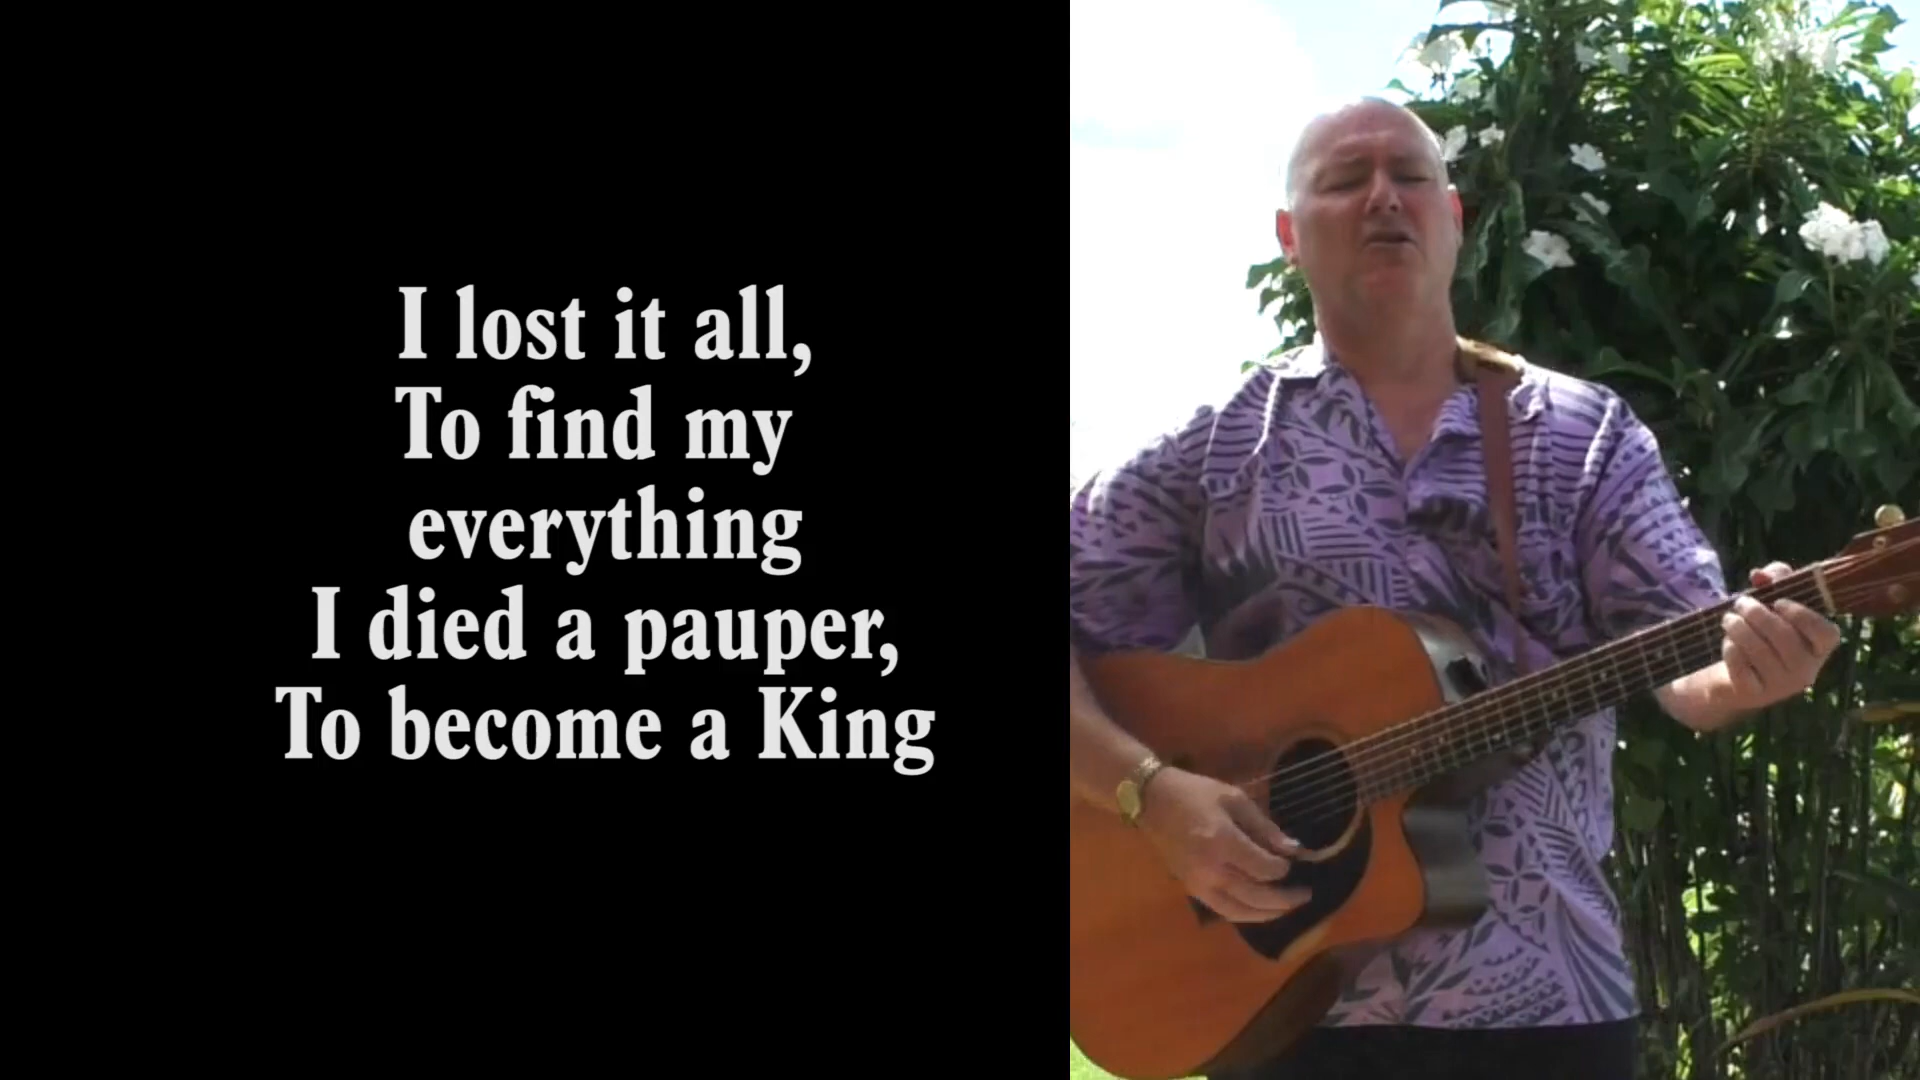 I lost it all,
To find my
everything
I died a pauper,
To become a King